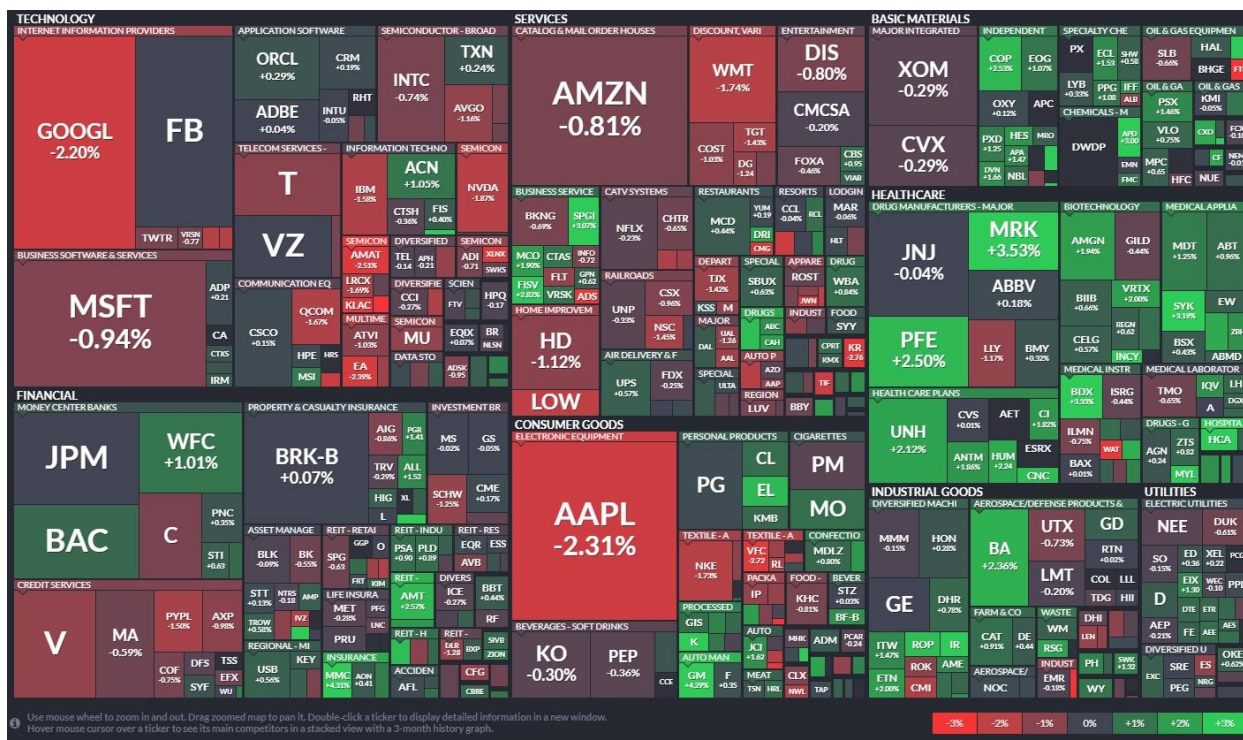 TECHNOLOGY
INTERNET INFORMATION PROVIDERS
GOOGL
-2.20%
FB
TWTR
VRSN
-0.77
APPLICATION SOFTWARE
ORCL
+0.29%
CRM
+0.19%
ADBE
+0.04%
INTU
-0.05%
RHT
SEMICONDUCTOR - BROAD
INTC
-0.74%
TXN
+0.24%
AVGO
-1.16%
TELECOM SERVICES -
T
VZ
INFORMATION TECHNO
IBM
-1.58%
ACN
+1.05%
CTSH
-0.36%
FIS
+0.40%
SEMICON
NVDA
-1.87%
BUSINESS SOFTWARE & SERVICES
MSFT
-0.94%
ADP
+0.21
CA
CTXS
IRM
COMMUNICATION EQ
CSCO
+0.15%
QCOM
-1.67%
HPE
HRS
MSI
SEMICON
AMAT
-2.51%
LRCX
-1.69%
KLAC
DIVERSIFIED
TEL
-0.14
APH
-0.21
SEMICON
ADI
-0.71
XLNX
SWKS
DIVERSIFIE
CCI
-0.27%
SCIEN
FTV
HPQ
-0.17
MULTIME
ATVI
-1.03%
EA
-2.39%
SEMICON
MU
EQIX
+0.07%
BR
NLSN
DATA STO
ADSK
-0.95
SERVICES
CATALOG & MAIL ORDER HOUSES
AMZN
-0.81%
DISCOUNT, VARI
WMT
-1.74%
COST
-1.03%
TGT
-1.43%
DG
-1.24
ENTERTAINMENT
DIS
-0.80%
CMCSA
-0.20%
FOXA
-0.46%
CBS
+0.95
VIAB
BUSINESS SERVICE
BKNG
-0.69%
SPGI
+3.07%
MCO
+1.90%
CTAS
INFO
-0.72
FISV
+2.82%
FLT
GPN
+0.62
VRSK
ADS
CATV SYSTEMS
NFLX
-0.23%
CHTR
-0.65%
RESTAURANTS
MCD
+0.44%
YUM
+0.19
DRI
CMG
RESORTS
CCL
-0.04%
RCL
LODGIN
MAR
-0.06%
HLT
RAILROADS
UNP
-0.33%
CSX
-0.96%
NSC
-1.45%
DEPART
TJX
-1.42%
KSS
M
SPECIAL
SBUX
+0.63%
APPARE
ROST
JWN
DRUG
WBA
+0.84%
HOME IMPROVEM
HD
-1.12%
LOW
MAJOR
DAL
UAL
-1.26
AAL
DRUGS
ABC
CAH
INDUST
FOOD
SYY
CPRT
KMX
KR
-2.76
AIR DELIVERY & F
UPS
+0.57%
FDX
-0.25%
SPECIAL
ULTA
AUTO P
AZO
AAP
TIF
REGION
LUV
BBY
BASIC MATERIALS
MAJOR INTEGRATED
XOM
-0.29%
CVX
-0.29%
INDEPENDENT
COP
+2.53%
EOG
+1.07%
OXY
+0.12%
APC
PXD
+1.25
HES
MRO
APA
+1.47
DVN
+1.66
NBL
SPECIALTY CHE
PX
ECL
+1.53
SHW
+0.58
LYB
+0.33%
PPG
+1.08
IFF
ALB
OIL & GAS EQUIPMEN
SLB
-0.66%
HAL
BHGE
CHEMICALS - M
DWDP
APD
+3.00
EMN
FMC
OIL & GA
PSX
+1.46%
VLO
+0.75%
MPC
+0.65
HFC
OIL & GAS
KMI
-0.05%
CXO
CF
NUE
HEALTHCARE
DRUG MANUFACTURERS - MAJOR
JNJ
-0.04%
MRK
+3.53%
ABBV
+0.18%
PFE
+2.50%
LLY
-1.17%
BMY
+0.32%
BIOTECHNOLOGY
AMGN
+1.94%
GILD
-0.44%
BIIB
+0.66%
VRTX
+2.00%
REGN
+0.62
CELG
+0.57%
INCY
MEDICAL APPLIA
MDT
+1.25%
ABT
+0.96%
SYK
+2.19%
EW
BSX
+0.43%
ABMD
HEALTH CARE PLANS
UNH
+2.12%
CVS
+0.01%
AET
CI
+1.82%
ANTM
+1.86%
HUM
+2.24
ESRX
CNC
MEDICAL INSTR
BDX
+3.33%
ISRG
-0.44%
ILMN
-0.75%
WAT
BAX
+0.01%
MEDICAL LABORATOR
TMO
-0.65%
IQV
LH
A
DGX
DRUGS - G
AGN
+0.24
ZTS
+0.82
MYL
HOSPITA
HCA
FINANCIAL
MONEY CENTER BANKS
JPM
WFC
+1.01%
BAC
C
PNC
+0.35%
STI
+0.63
PROPERTY & CASUALTY INSURANCE
BRK-B
+0.07%
AIG
-0.86%
PGR
+1.41
TRV
-0.29%
ALL
+1.52
HIG
XL
L
INVESTMENT BR
MS
-0.02%
GS
-0.05%
SCHW
-1.25%
CME
+0.17%
CREDIT SERVICES
V
MA
-0.59%
PYPL
-1.50%
AXP
-0.98%
COF
-0.75%
DFS
TSS
SYF
EFX
WU
ASSET MANAGE
BLK
-0.09%
BK
-0.55%
STT
+0.13%
NTRS
-0.18
AMP
TROW
+0.58%
IVZ
REIT - RETAI
SPG
-0.63
GGP
O
FRT
KIM
REIT - INDU
PSA
+0.90
PLD
+0.89
REIT - RES
EQR
ESS
AVB
LIFE INSURA
MET
-0.28%
PFG
LNC
PRU
REIT -
AMT
+2.57%
DIVERS
ICE
-0.27%
BBT
+0.44%
RF
REGIONAL - MI
USB
+0.56%
KEY
INSURANCE
MMC
+4.31%
AON
+0.41
REIT - H
REIT -
DLR
-1.28
BXP
SIVB
ZION
ACCIDEN
AFL
CFG
CBRE
CONSUMER GOODS
ELECTRONIC EQUIPMENT
AAPL
-2.31%
PERSONAL PRODUCTS
PG
CL
EL
KMB
CIGARETTES
PM
MO
TEXTILE - A
NKE
-1.73%
TEXTILE - A
VFC
-2.72
RL
CONFECTIO
MDLZ
+0.80%
PACKA
IP
FOOD -
KHC
-0.81%
BEVER
STZ
+0.03%
BF-B
PROCESSED
GIS
K
BEVERAGES - SOFT DRINKS
KO
-0.30%
PEP
-0.36%
CCE
AUTO MAN
GM
+4.29%
F
+0.35
AUTO
JCI
+1.62
MHK
ADM
PCAR
-0.24
MEAT
TSN
HRL
CLX
NWL
TAP
INDUSTRIAL GOODS
DIVERSIFIED MACHI
MMM
-0.15%
HON
+0.28%
GE
DHR
+0.78%
ITW
+1.47%
ROP
IR
ETN
+2.00%
ROK
AME
CMI
AEROSPACE/DEFENSE PRODUCTS &
BA
+2.36%
UTX
-0.73%
GD
LMT
-0.20%
RTN
+0.02%
COL
LLL
TDG
HII
FARM & CO
CAT
+0.91%
DE
+0.44
WASTE
WM
RSG
DHI
LEN
AEROSPACE/
NOC
INDUST
EMR
-0.18%
PH
SWK
+1.32
WY
UTILITIES
ELECTRIC UTILITIES
NEE
DUK
-0.61%
SO
-0.15%
ED
+0.36
XEL
+0.22
PCG
D
EIX
+1.30
WEC
-0.10
PPL
DTE
ETR
AEP
-0.21%
FE
AEE
AES
DIVERSIFIED U
EXC
SRE
ES
OKE
+0.62%
PEG
NRG
Use mouse wheel to zoom in and out. Drag zoomed map to pan it. Double-click a ticker to display detailed information in a new window.
Hover mouse cursor over a ticker to see its main competitors in a stacked view with a 3-month history graph.
-3%
-2%
-1%
0%
+1%
+2%
+3%